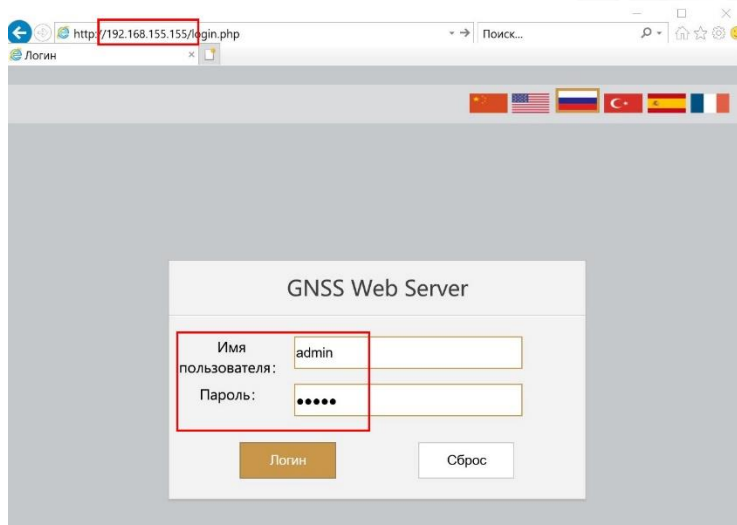 http://192.168.155.155/login.php
Поиск...
Логин
GNSS Web Server
Имя
пользователя:
admin
Пароль:
•••••
Логин
Сброс